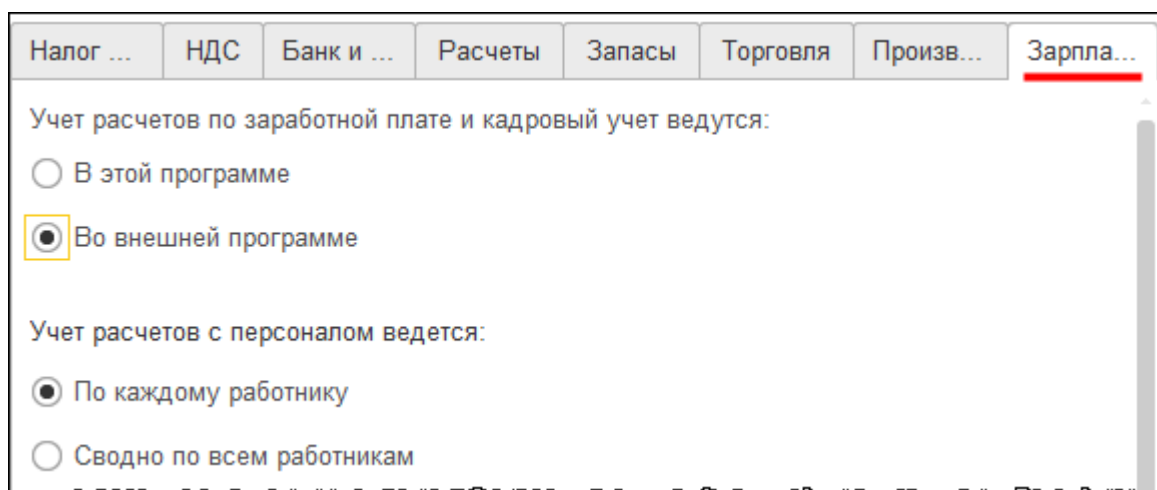 Налог ... НДС Банк и ... Расчеты Запасы Торговля Произв... Зарпла...
Учет расчетов по заработной плате и кадровый учет ведутся:
В этой программе
Во внешней программе
Учет расчетов с персоналом ведется:
По каждому работнику
Сводно по всем работникам